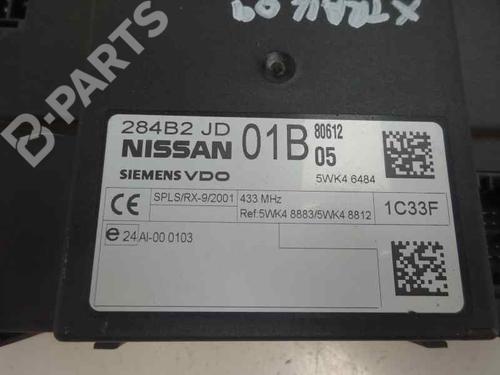 X TRAIL 09
B-PARTS
284B2 JD 01B 80612
05
NISSAN
SIEMENS VDO
5WK4 6484
CE
SPLS/RX-9/2001
433 MHz
Ref:5WK4 8883/5WK4 8812
1C33F
e 24 AI-00 0103